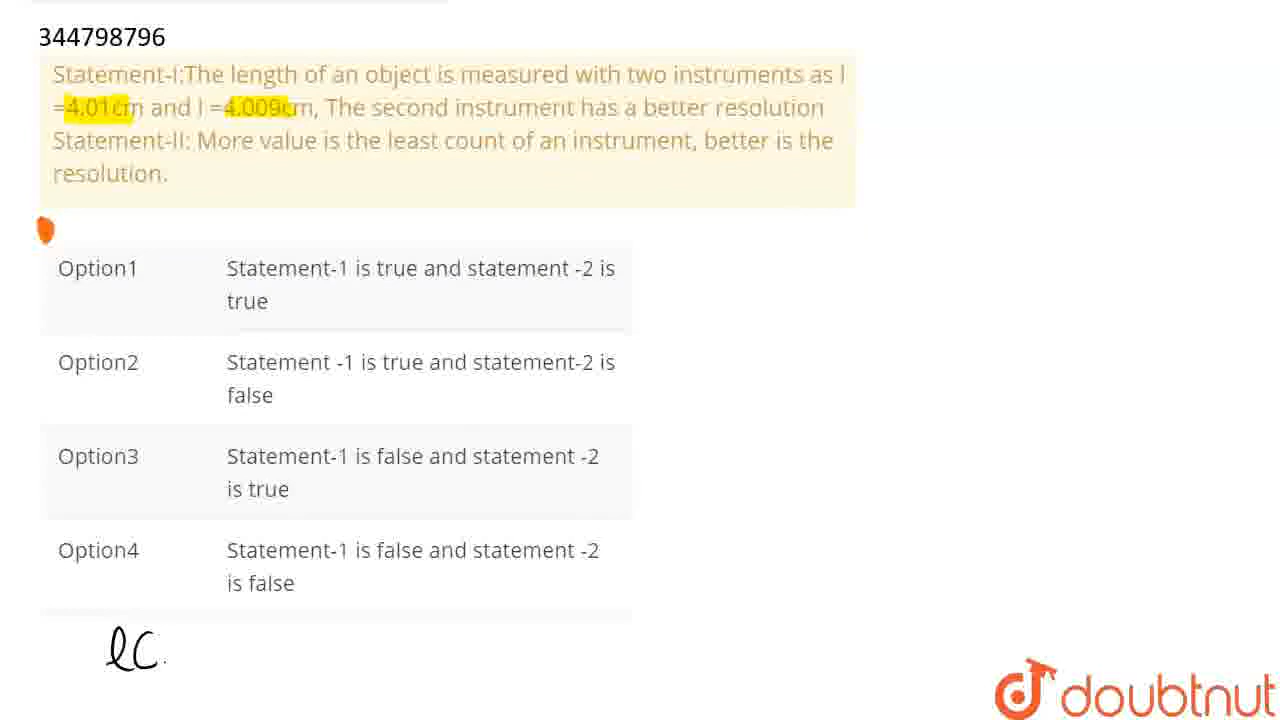 344798796
Statement-I:The length of an object is measured with two instruments as l
=4.01cm and l =4.009cm, The second instrument has a better resolution
Statement-II: More value is the least count of an instrument, better is the
resolution.
Option1 Statement-1 is true and statement -2 is
true
Option2 Statement -1 is true and statement-2 is
false
Option3 Statement-1 is false and statement -2
is true
Option4 Statement-1 is false and statement -2
is false
lC.
doubtnut